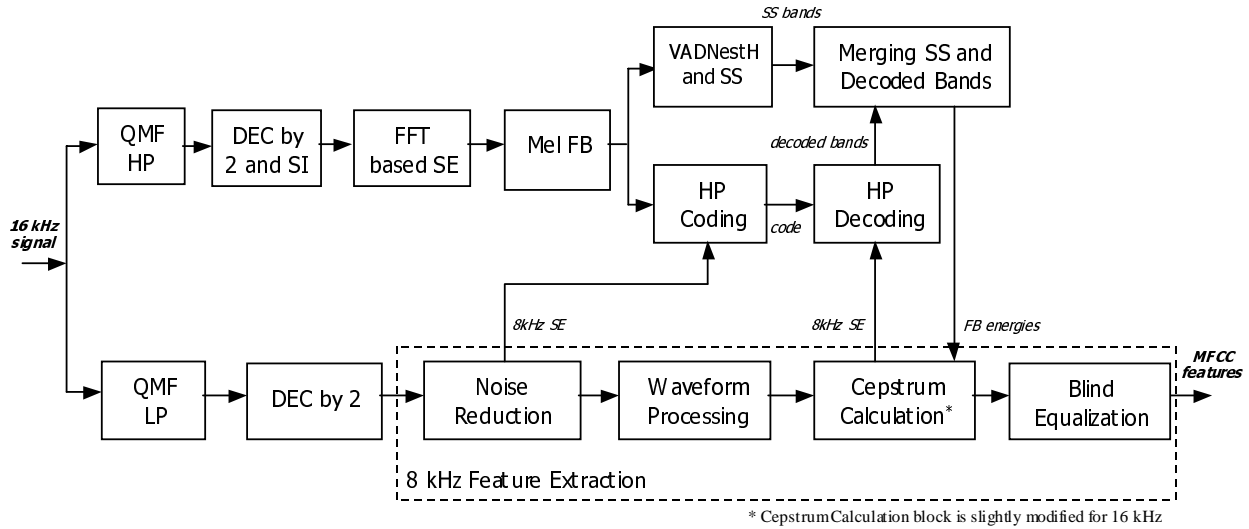 SS bands
VADNestH
and SS
Merging SS and
Decoded Bands
QMF
HP
DEC by
2 and SI
FFT
based SE
Mel FB
decoded bands
HP
Coding
code
HP
Decoding
16 kHz
signal
8kHz SE
8kHz SE
FB energies
MFCC
features
QMF
LP
DEC by 2
Noise
Reduction
Waveform
Processing
Cepstrum
Calculation*
Blind
Equalization
8 kHz Feature Extraction
* Cepstrum Calculation block is slightly modified for 16 kHz